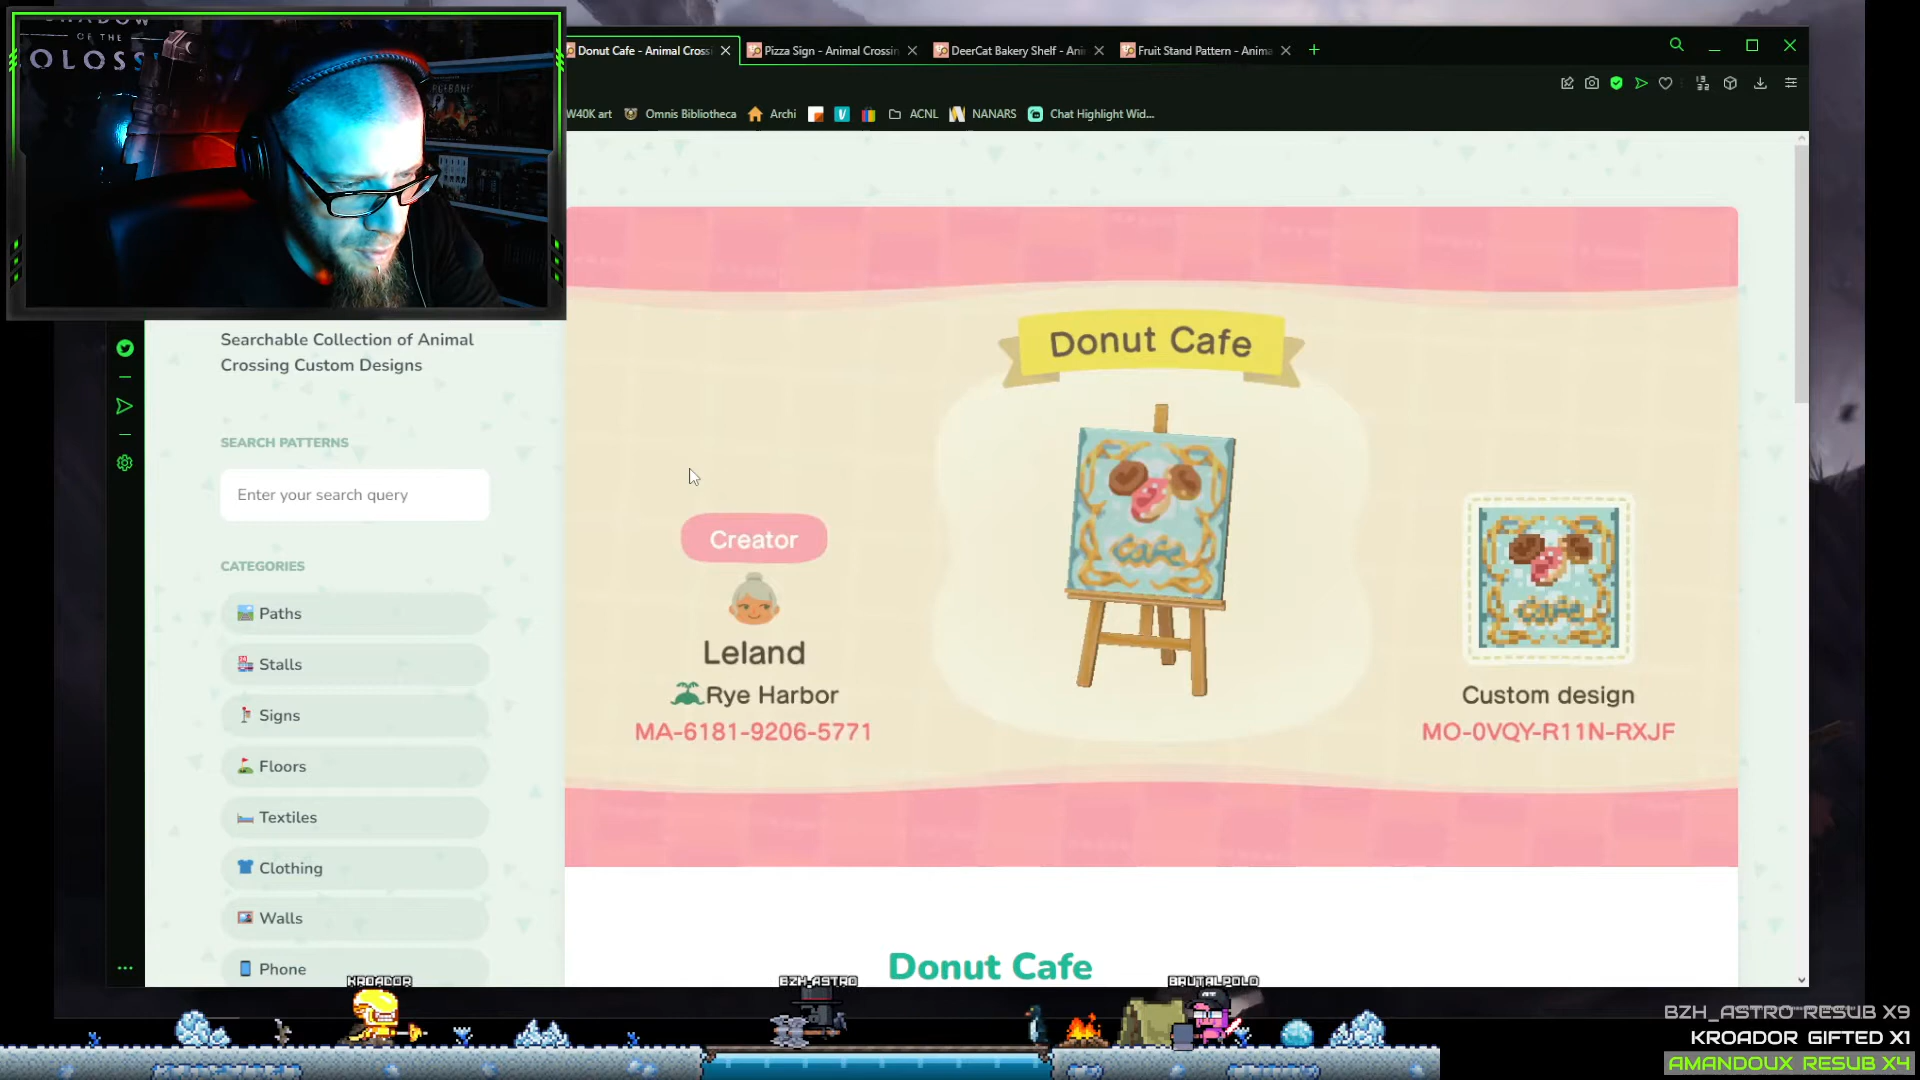 OF THE
Donut Cafe - Animal Crossi
Pizza Sign - Animal Crossin
DeerCat Bakery Shelf - Ani
Fruit Stand Pattern - Anima
W40K art
Omnis Bibliotheca
Archi
ACNL
NANARS
Chat Highlight Wid...
Searchable Collection of Animal
Crossing Custom Designs
SEARCH PATTERNS
Enter your search query
CATEGORIES
Paths
Stalls
Signs
Floors
Textiles
Clothing
Walls
Phone
Donut Cafe
Cafe
Creator
Leland
Rye Harbor
MA-6181-9206-5771
cafe
Custom design
MO-0VQY-R11N-RXJF
Donut Cafe
KROADOR
BZH_ASTRO
BRUTALPOLO
BZH_ASTRO RESUB X9
KROADOR GIFTED X1
AMANDOUX RESUB X4